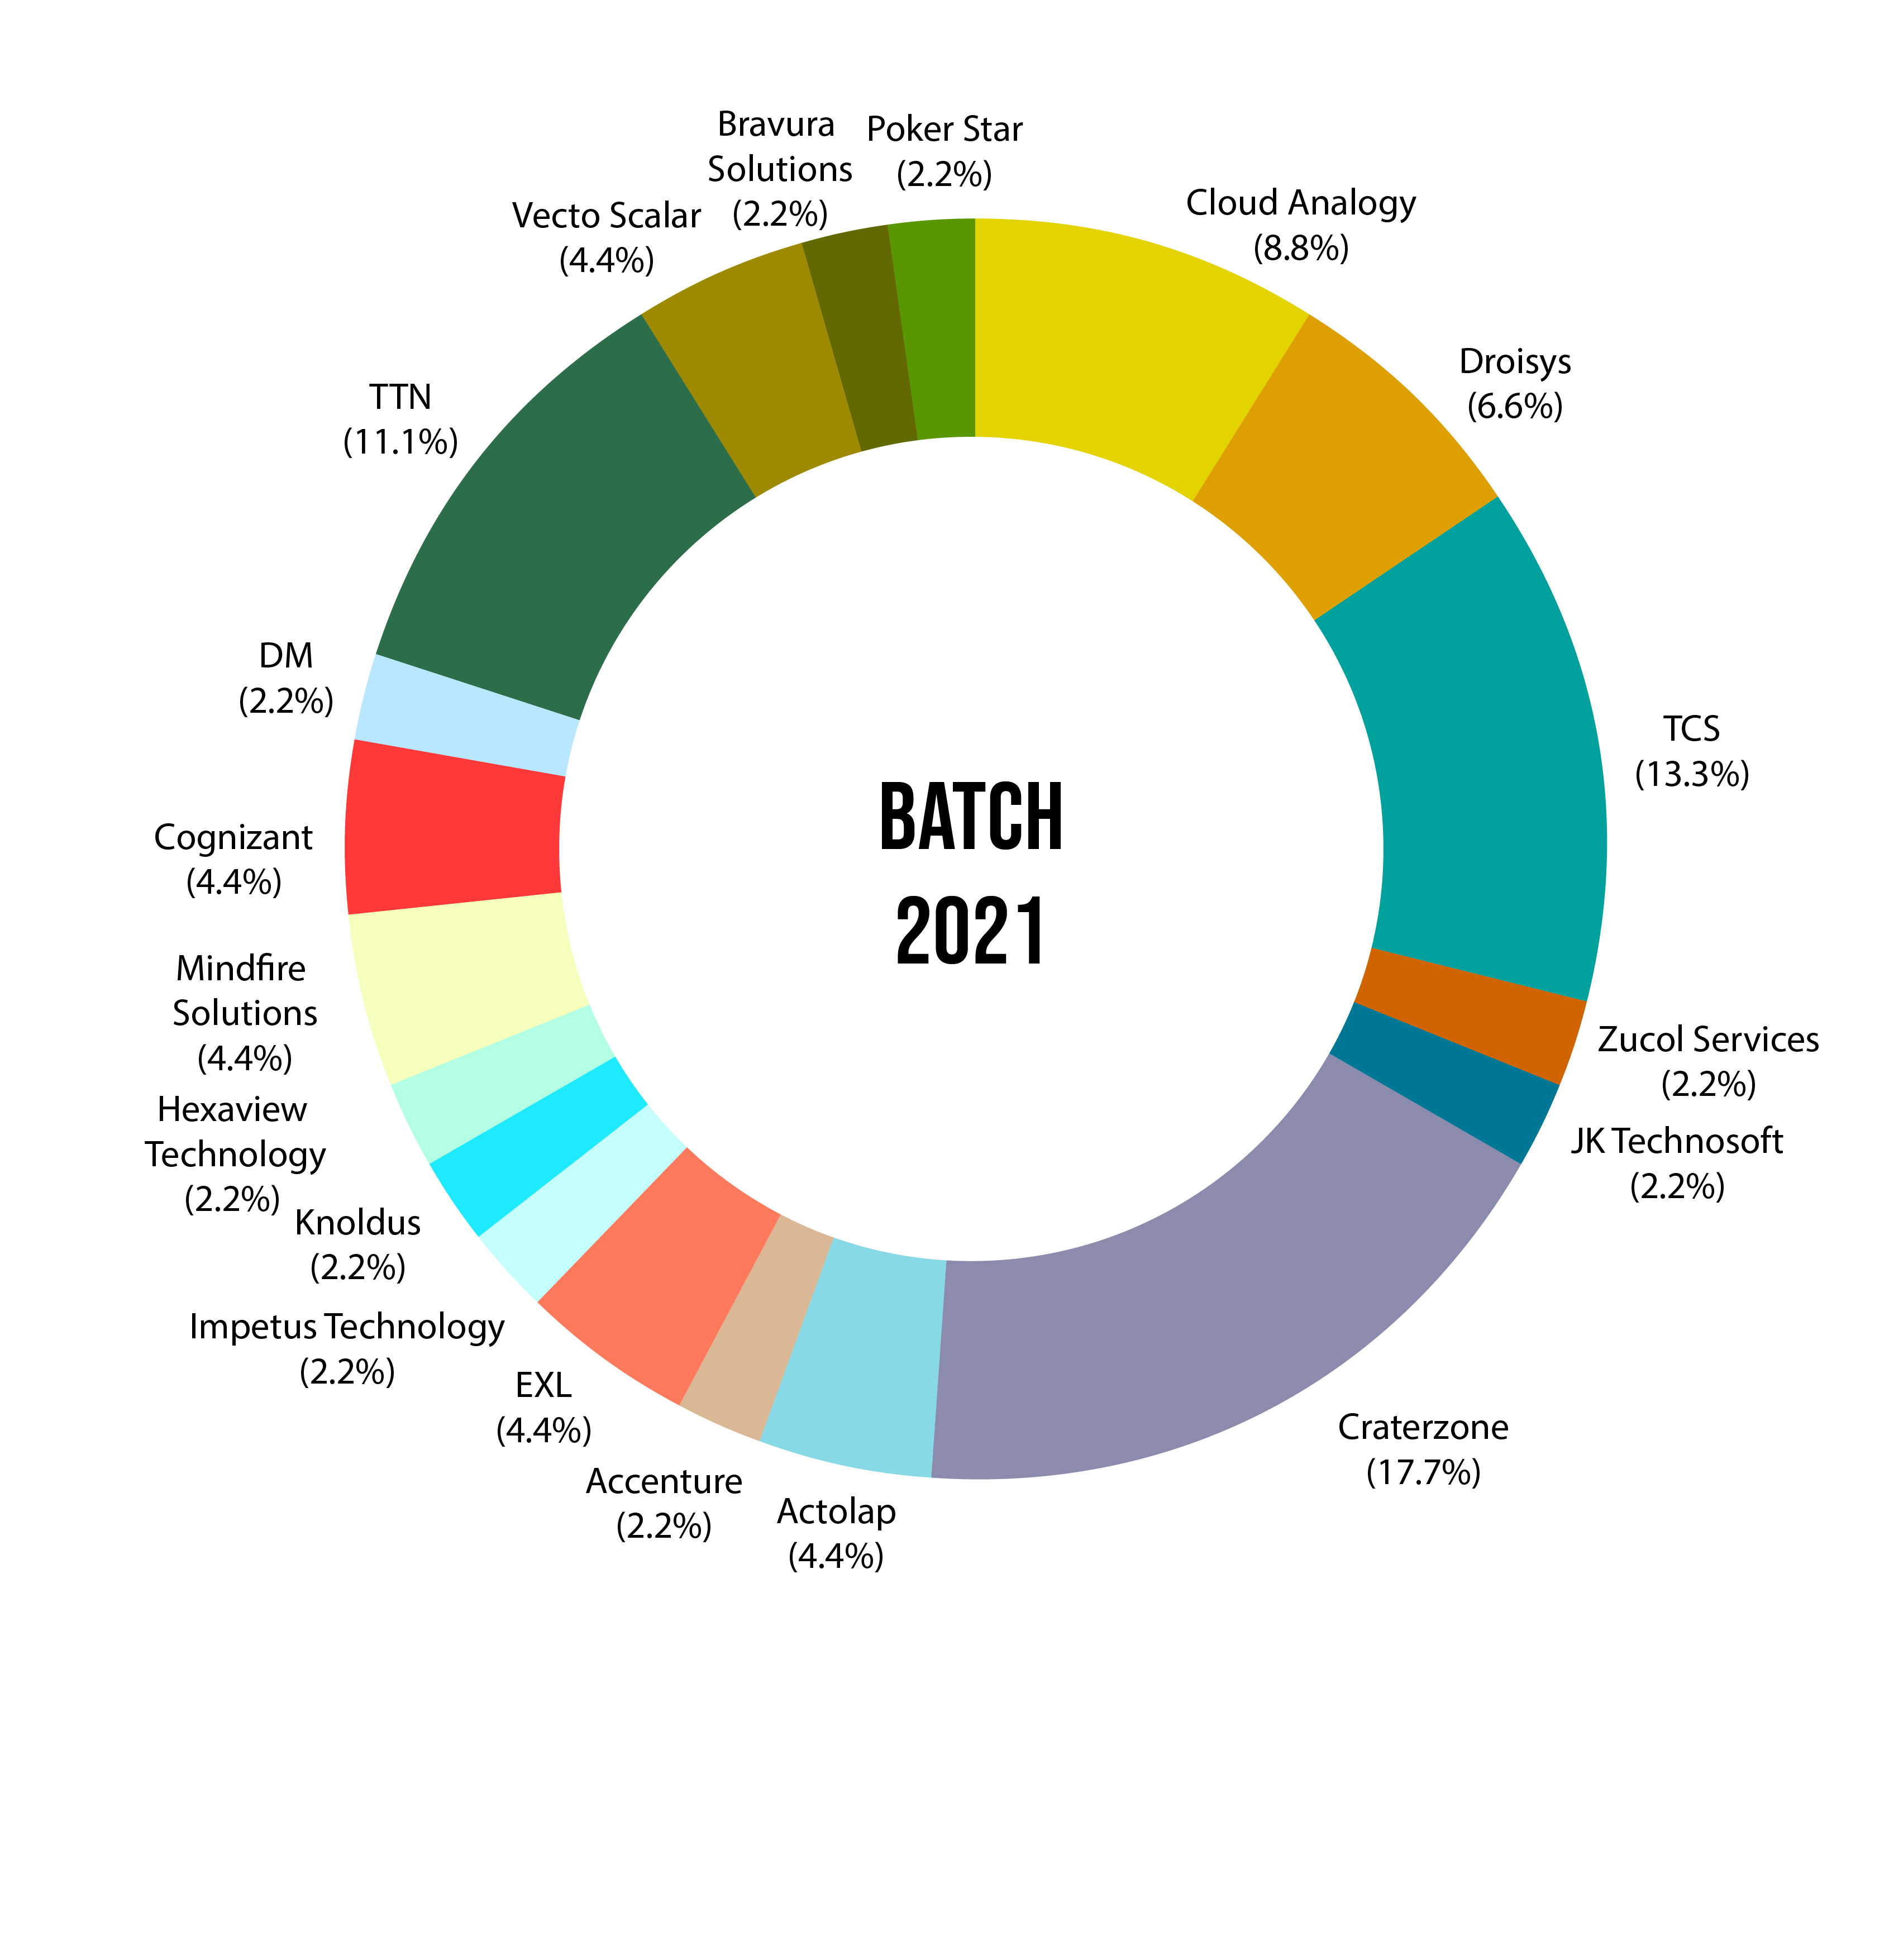 Bravura
Solutions
(2.2%)
Poker Star
(2.2%)
Cloud Analogy
(8.8%)
Droisys
(6.6%)
TCS
(13.3%)
Zucol Services
(2.2%)
JK Technosoft
(2.2%)
Craterzone
(17.7%)
Actolap
(4.4%)
Accenture
(2.2%)
EXL
(4.4%)
Impetus Technology
(2.2%)
Knoldus
(2.2%)
Hexaview
Technology
(2.2%)
Mindfire
Solutions
(4.4%)
Cognizant
(4.4%)
DM
(2.2%)
TTN
(11.1%)
Vecto Scalar
(4.4%)
BATCH
2021